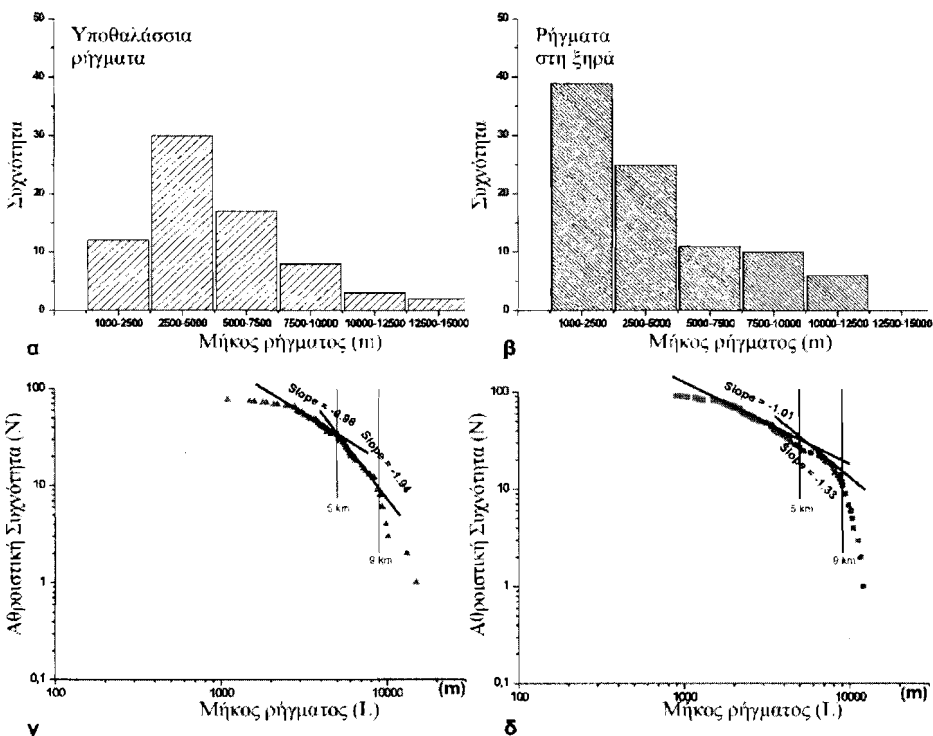 50
40
30
20
10
0
Συχνότητα
Υποθαλάσσια
ρήγματα
1000-2500 2500-5000 5000-7500 7500-10000 10000-12500 12500-15000
Μήκος ρήγματος (m)
α
50
40
30
20
10
0
Συχνότητα
Ρήγματα
στη ξηρά
1000-2500 2500-5000 5000-7500 7500-10000 10000-12500 12500-15000
Μήκος ρήγματος (m)
β
100
10
1
0,1
Αθροιστική Συχνότητα (N)
Slope = -0.98
Slope = -1.94
5 km
9 km
100 1000 10000 (m)
Μήκος ρήγματος (L)
γ
100
10
1
0,1
Αθροιστική Συχνότητα (N)
Slope = -1.01
Slope = -1.33
5 km
9 km
100 1000 10000 (m)
Μήκος ρήγματος (L)
δ